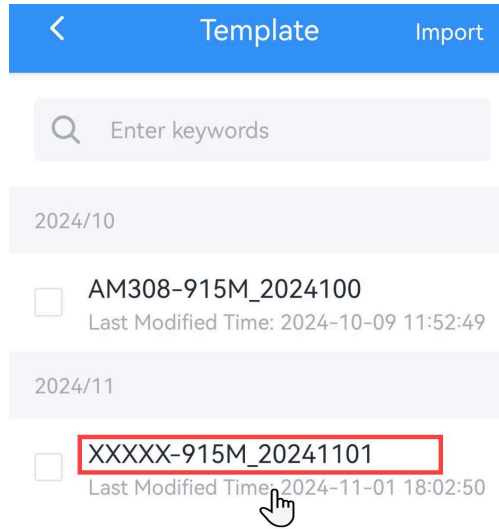 Template
Import
Enter keywords
2024/10
AM308-915M_2024100
Last Modified Time: 2024-10-09 11:52:49
2024/11
XXXXX-915M_20241101
Last Modified Time: 2024-11-01 18:02:50